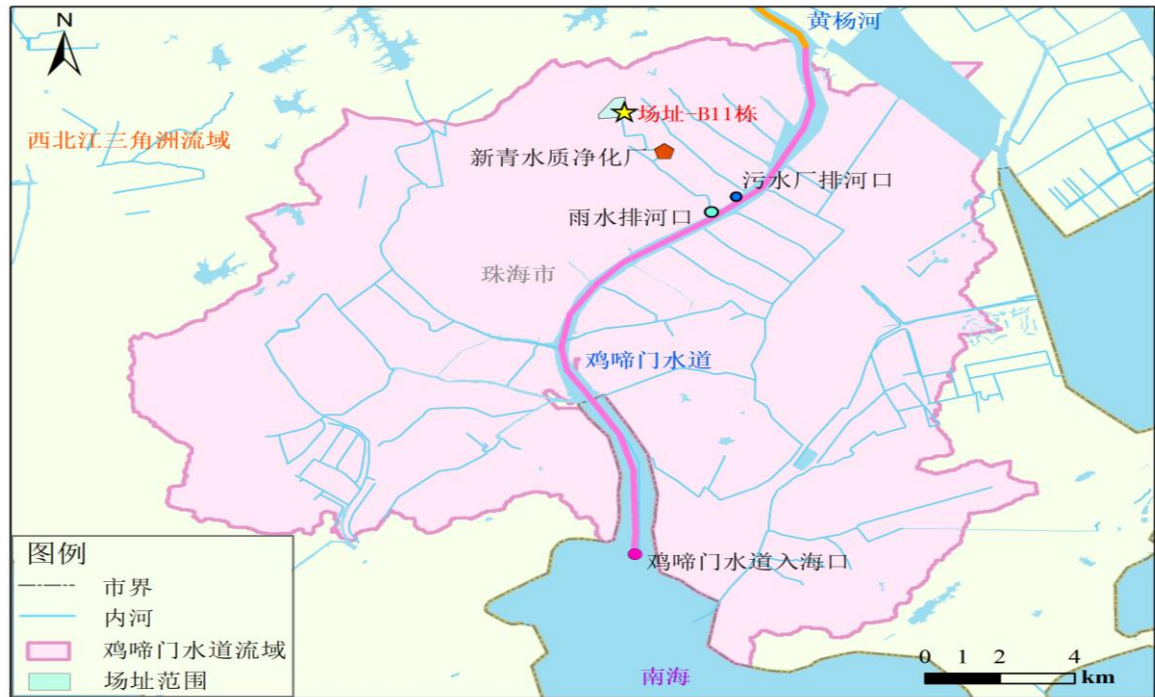 N
黄杨河
西北江三角洲流域
场址-B11栋
新青水质净化厂
污水厂排河口
雨水排河口
珠海市
鸡啼门水道
鸡啼门水道入海口
南海
图例
市界
内河
鸡啼门水道流域
场址范围
0 1 2 4
km